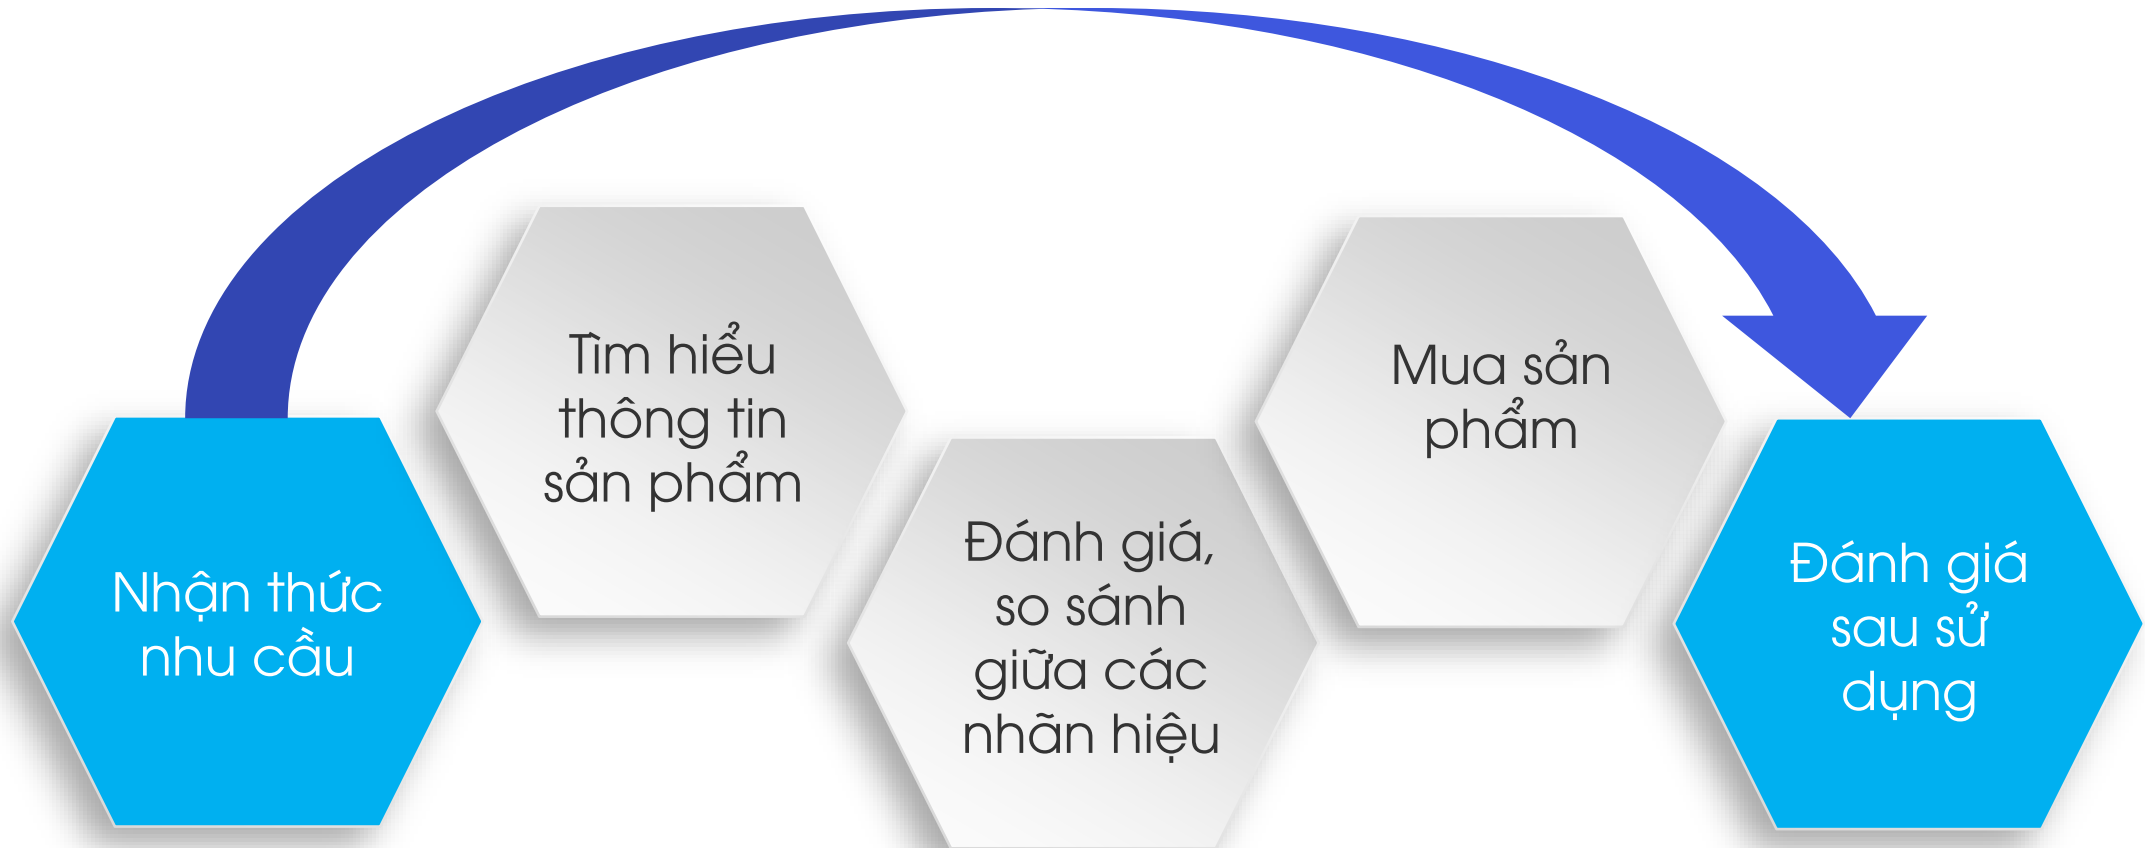 Nhận thức
nhu cầu
Tìm hiểu
thông tin
sản phẩm
Đánh giá,
so sánh
giữa các
nhãn hiệu
Mua sản
phẩm
Đánh giá
sau sử
dụng